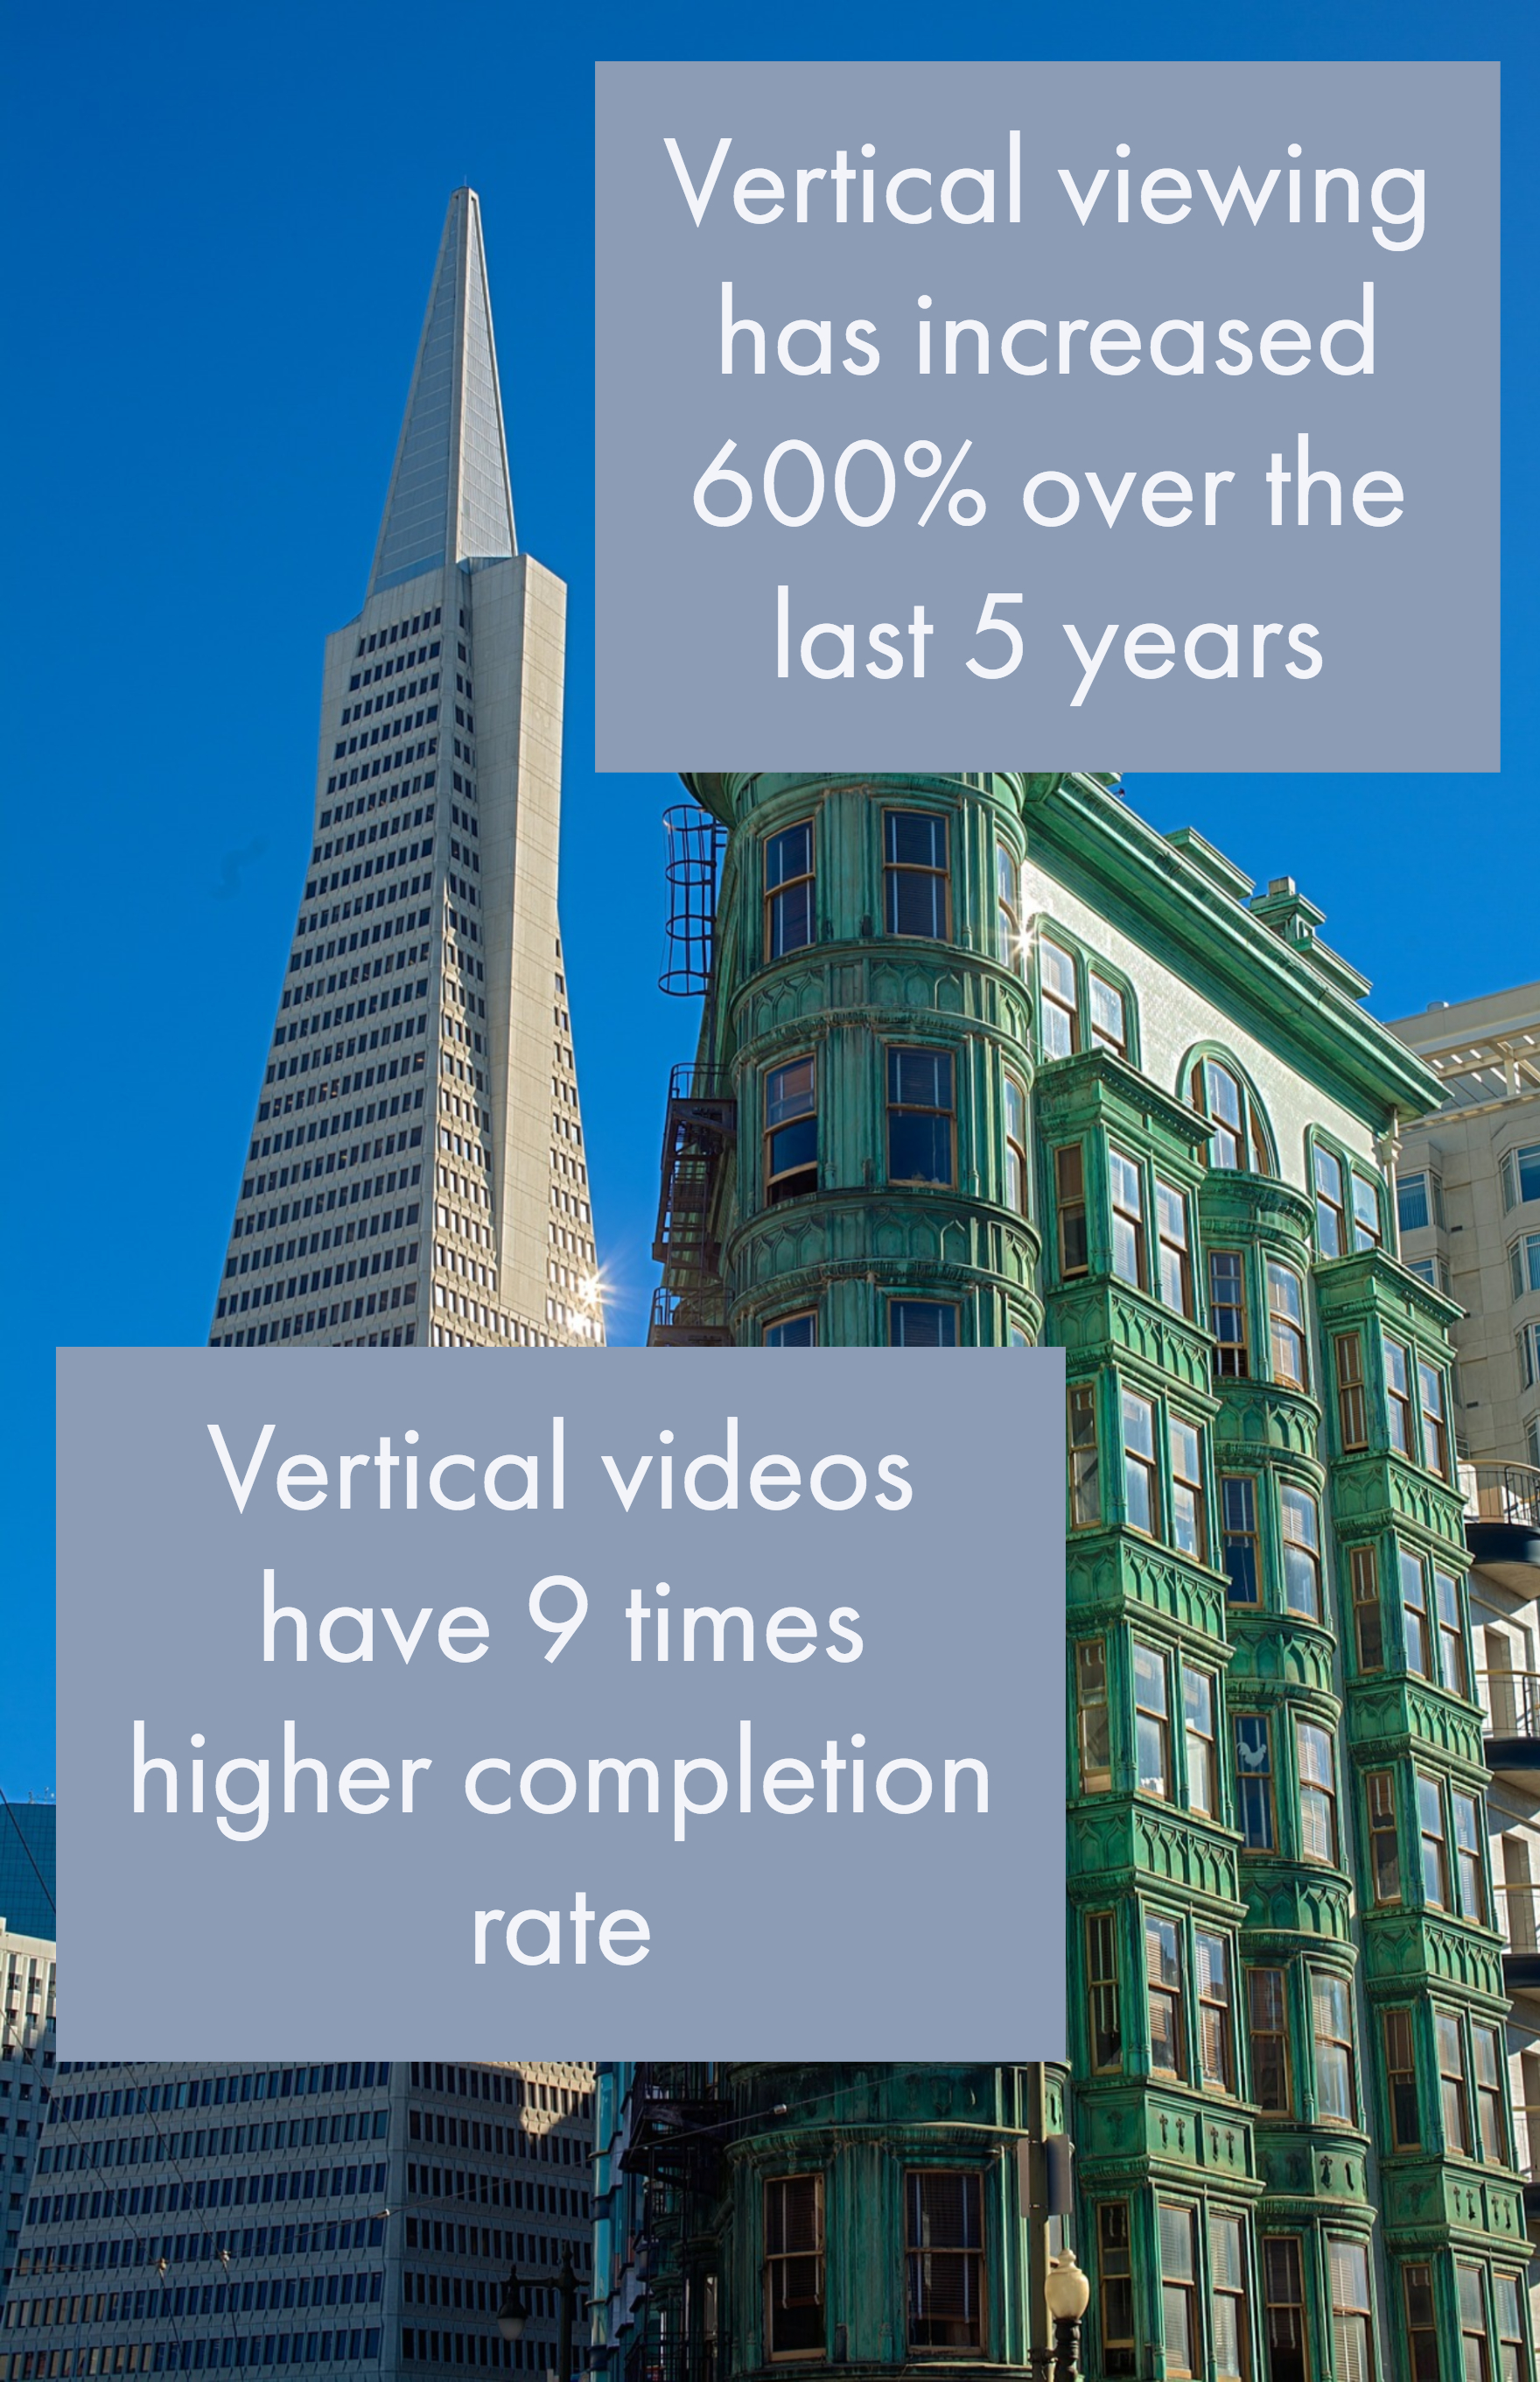 Vertical viewing
has increased
600% over the
last 5 years
Vertical videos
have 9 times
higher completion
rate